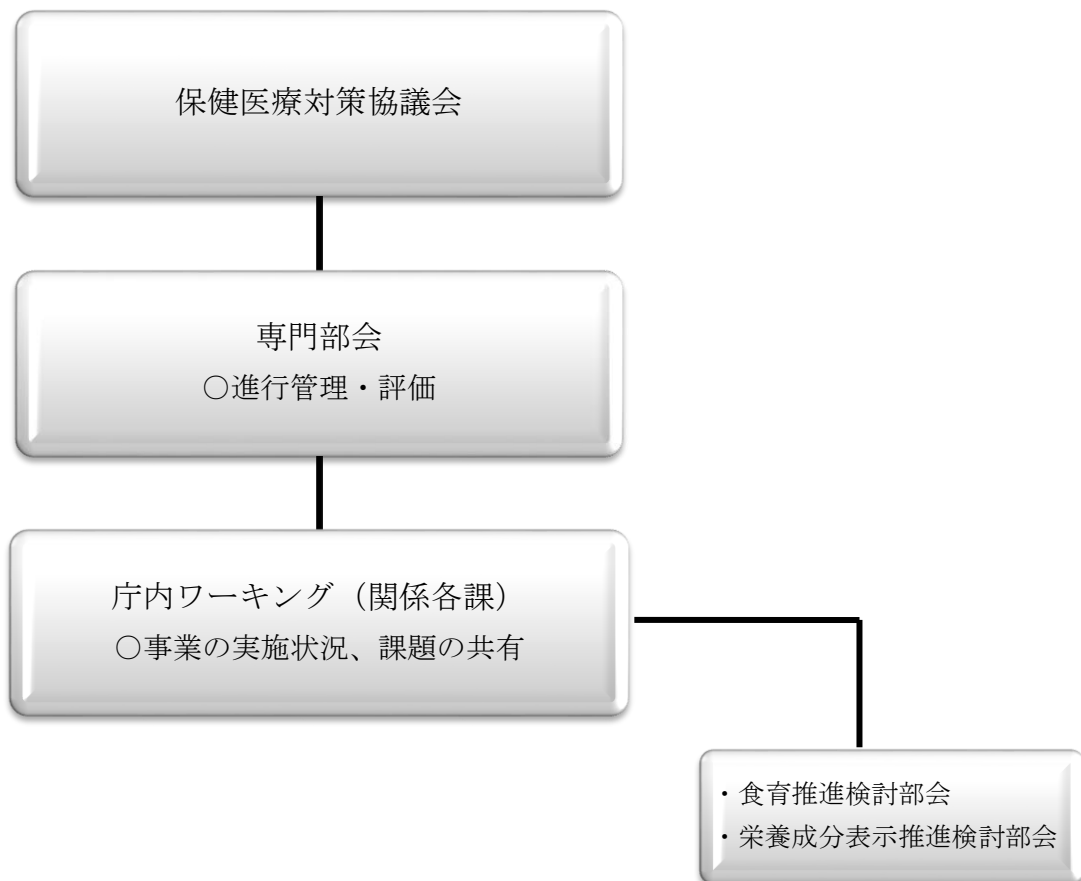 保健医療対策協議会
専門部会
○進行管理・評価
庁内ワーキング（関係各課）
○事業の実施状況、課題の共有
・食育推進検討部会
・栄養成分表示推進検討部会